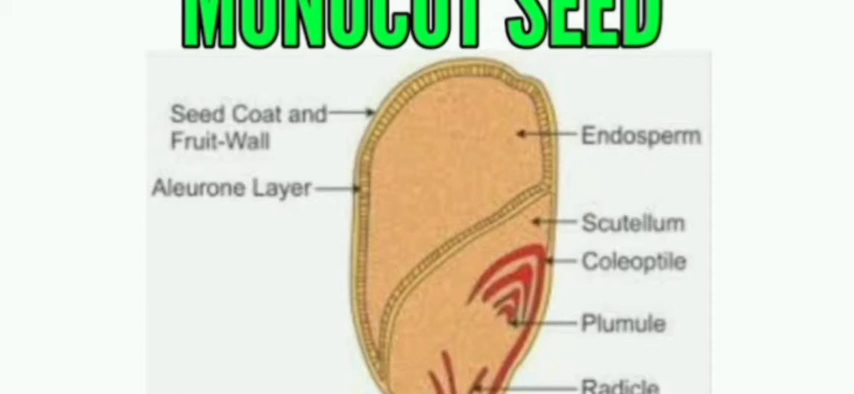 MONOCOT SEED
Seed Coat and
Fruit-Wall
Aleurone Layer
Endosperm
Scutellum
Coleoptile
Plumule
Radicle